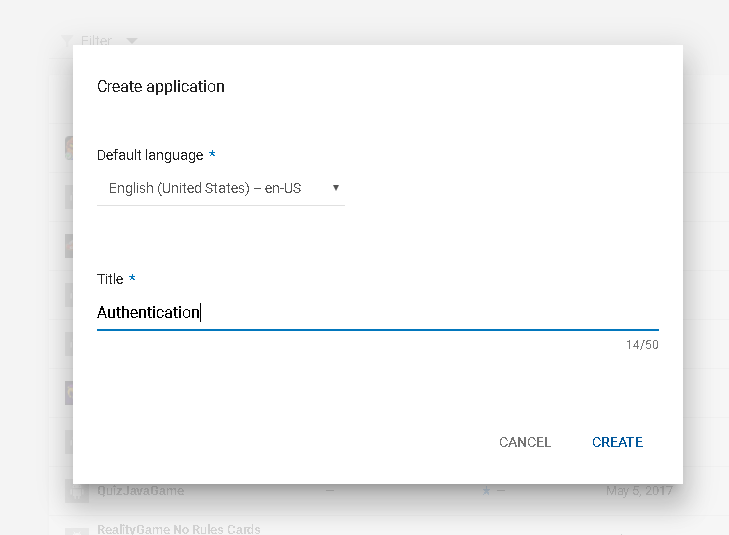 Filter
Create application
Default language *
English (United States) – en-US
Title *
Authentication
14/50
CANCEL CREATE
QuizJavaGame – – May 5, 2017
RealityGame No Rules Cards